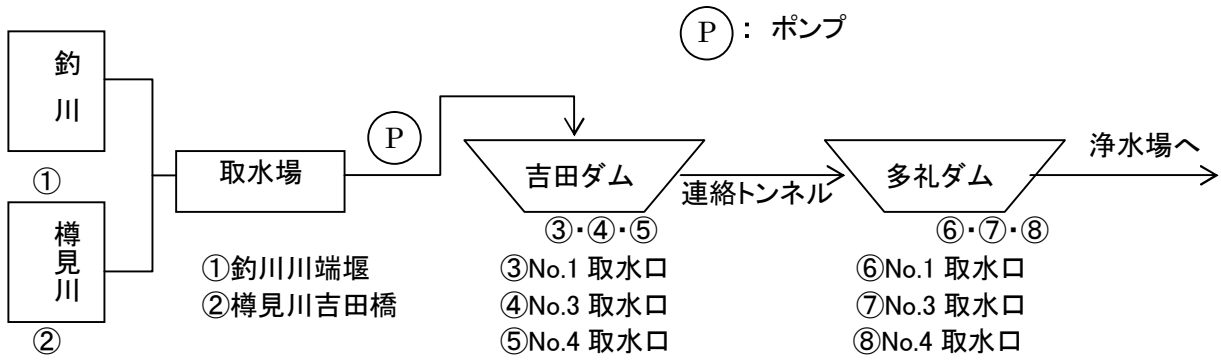 P : ポンプ
釣川
P
取水場
吉田ダム
多礼ダム
浄水場へ
連絡トンネル
①
③・④・⑤
⑥・⑦・⑧
樽見川
①釣川川端堰
③No.1 取水口
⑥No.1 取水口
②樽見川吉田橋
④No.3 取水口
⑦No.3 取水口
②
⑤No.4 取水口
⑧No.4 取水口